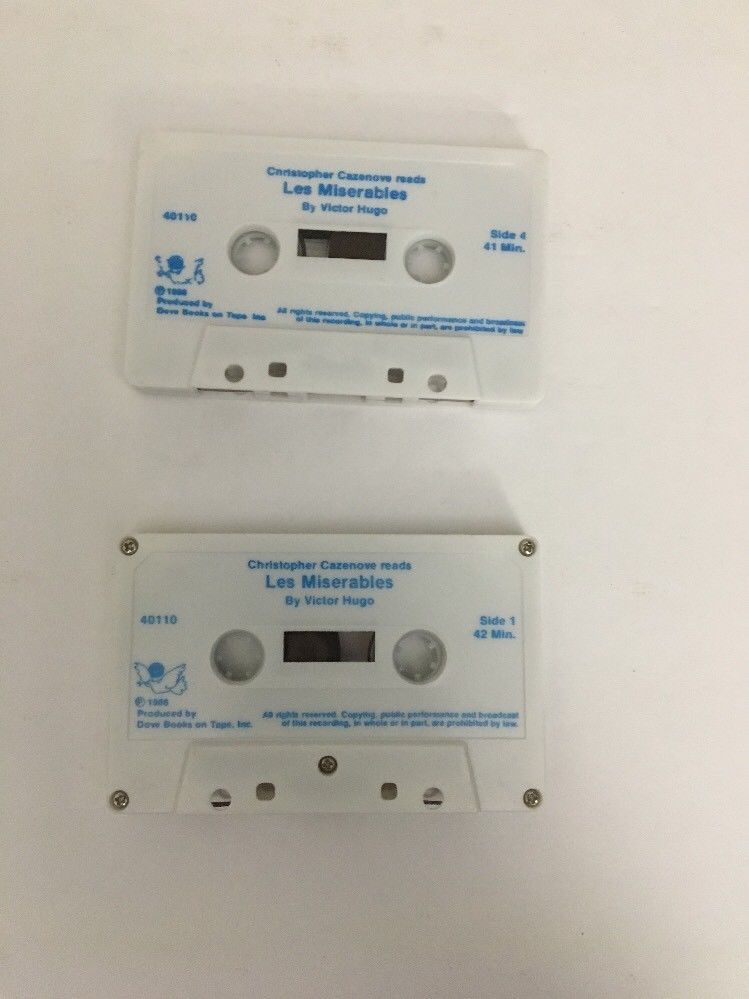 Christopher Cazenove reads
Les Miserables
By Victor Hugo
40110
Side 4
41 Min.
℗ 1986
Produced by
Dove Books on Tape, Inc.
All rights reserved. Copying, public performance and broadcast
of this recording, in whole or in part, are prohibited by law.
Christopher Cazenove reads
Les Miserables
By Victor Hugo
40110
Side 1
42 Min.
℗ 1986
Produced by
Dove Books on Tape, Inc.
All rights reserved. Copying, public performance and broadcast
of this recording, in whole or in part, are prohibited by law.